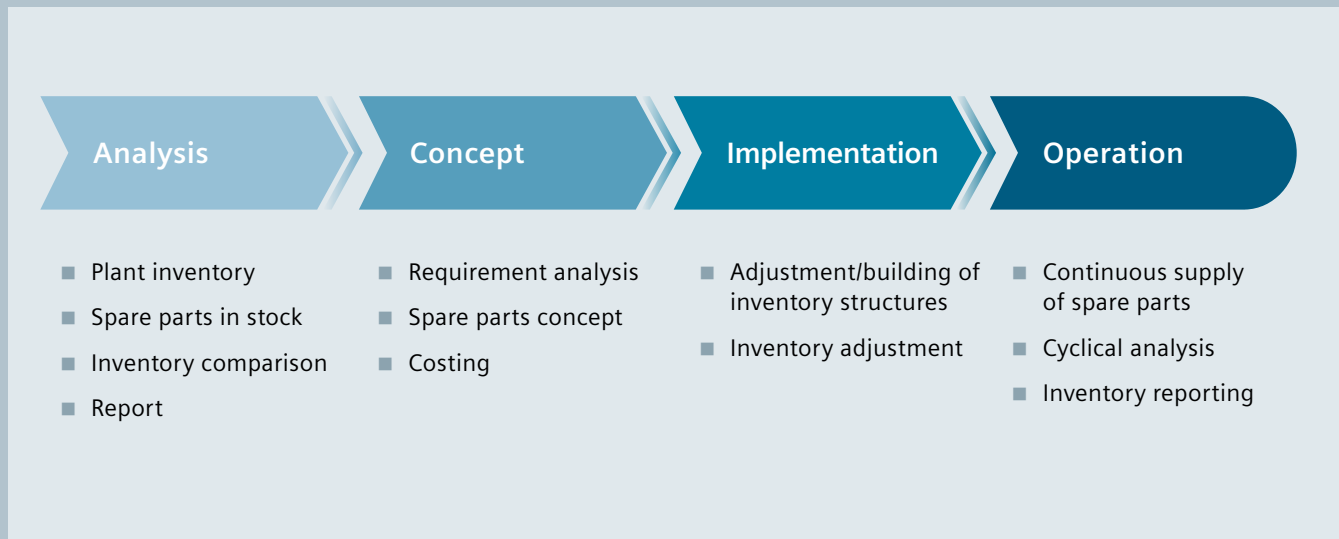 Analysis
Plant inventory
Spare parts in stock
Inventory comparison
Report
Concept
Requirement analysis
Spare parts concept
Costing
Implementation
Adjustment/building of
inventory structures
Inventory adjustment
Operation
Continuous supply
of spare parts
Cyclical analysis
Inventory reporting